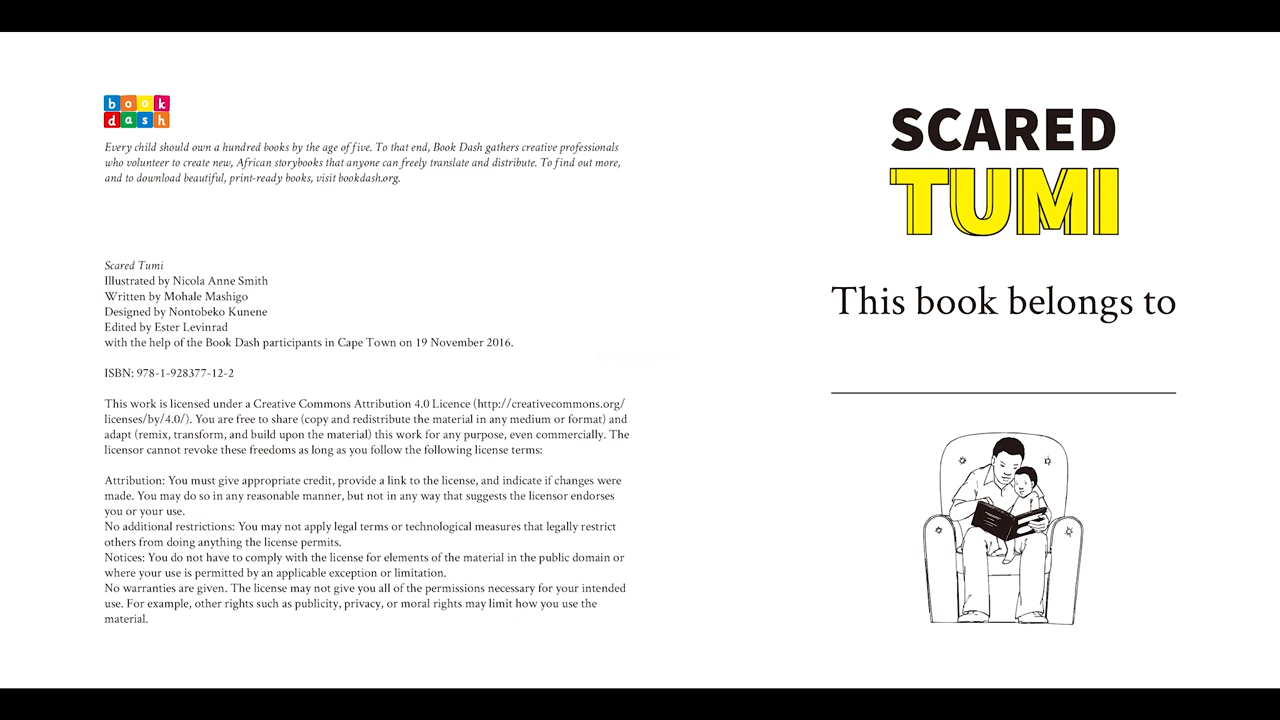 book
dash
Every child should own a hundred books by the age of five. To that end, Book Dash gathers creative professionals
who volunteer to create new, African storybooks that anyone can freely translate and distribute. To find out more,
and to download beautiful, print-ready books, visit bookdash.org.
Scared Tumi
Illustrated by Nicola Anne Smith
Written by Mohale Mashigo
Designed by Nontobeko Kunene
Edited by Ester Levinrad
with the help of the Book Dash participants in Cape Town on 19 November 2016.
ISBN: 978-1-928377-12-2
This work is licensed under a Creative Commons Attribution 4.0 Licence (http://creativecommons.org/
licenses/by/4.0/). You are free to share (copy and redistribute the material in any medium or format) and
adapt (remix, transform, and build upon the material) this work for any purpose, even commercially. The
licensor cannot revoke these freedoms as long as you follow the following license terms:
Attribution: You must give appropriate credit, provide a link to the license, and indicate if changes were
made. You may do so in any reasonable manner, but not in any way that suggests the licensor endorses
you or your use.
No additional restrictions: You may not apply legal terms or technological measures that legally restrict
others from doing anything the license permits.
Notices: You do not have to comply with the license for elements of the material in the public domain or
where your use is permitted by an applicable exception or limitation.
No warranties are given. The license may not give you all of the permissions necessary for your intended
use. For example, other rights such as publicity, privacy, or moral rights may limit how you use the
material.
SCARED
TUMI
This book belongs to